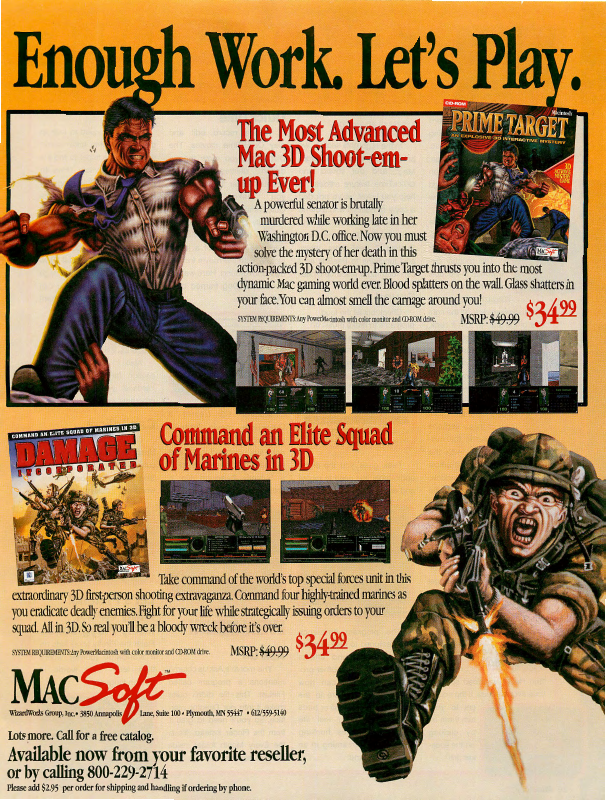 Enough Work. Let's Play.
The Most Advanced
Mac 3D Shoot-em-
up Ever!
A powerful senator is brutally
murdered while working late in her
Washington D.C. office. Now you must
solve the mystery of her death in this
action-packed 3D shoot-em-up. Prime Target thrusts you into the most
dynamic Mac gaming world ever. Blood splatters on the wall. Glass shatters in
your face. You can almost smell the carnage around you!
SYSTEM REQUIREMENTS: Any PowerMacintosh with color monitor and CD-ROM drive.
MSRP: $49.99 $34.99
CD-ROM
Macintosh
PRIME TARGET
AN EXPLOSIVE 3D INTERACTIVE MYSTERY
MacSoft
COMMAND AN ELITE SQUAD OF MARINES IN 3D
DAMAGE
INCORPORATED
MacSoft
Command an Elite Squad
of Marines in 3D
Take command of the world's top special forces unit in this
extraordinary 3D first-person shooting extravaganza. Command four highly-trained marines as
you eradicate deadly enemies. Fight for your life while strategically issuing orders to your
squad. All in 3D. So real you'll be a bloody wreck before it's over.
SYSTEM REQUIREMENTS: Any PowerMacintosh with color monitor and CD-ROM drive.
MSRP: $49.99 $34.99
MACSoft™
WizardWorks Group, Inc. • 3850 Annapolis Lane, Suite 100 • Plymouth, MN 55447 • 612/559-5140
Lots more. Call for a free catalog.
Available now from your favorite reseller,
or by calling 800-229-2714
Please add $2.95 per order for shipping and handling if ordering by phone.